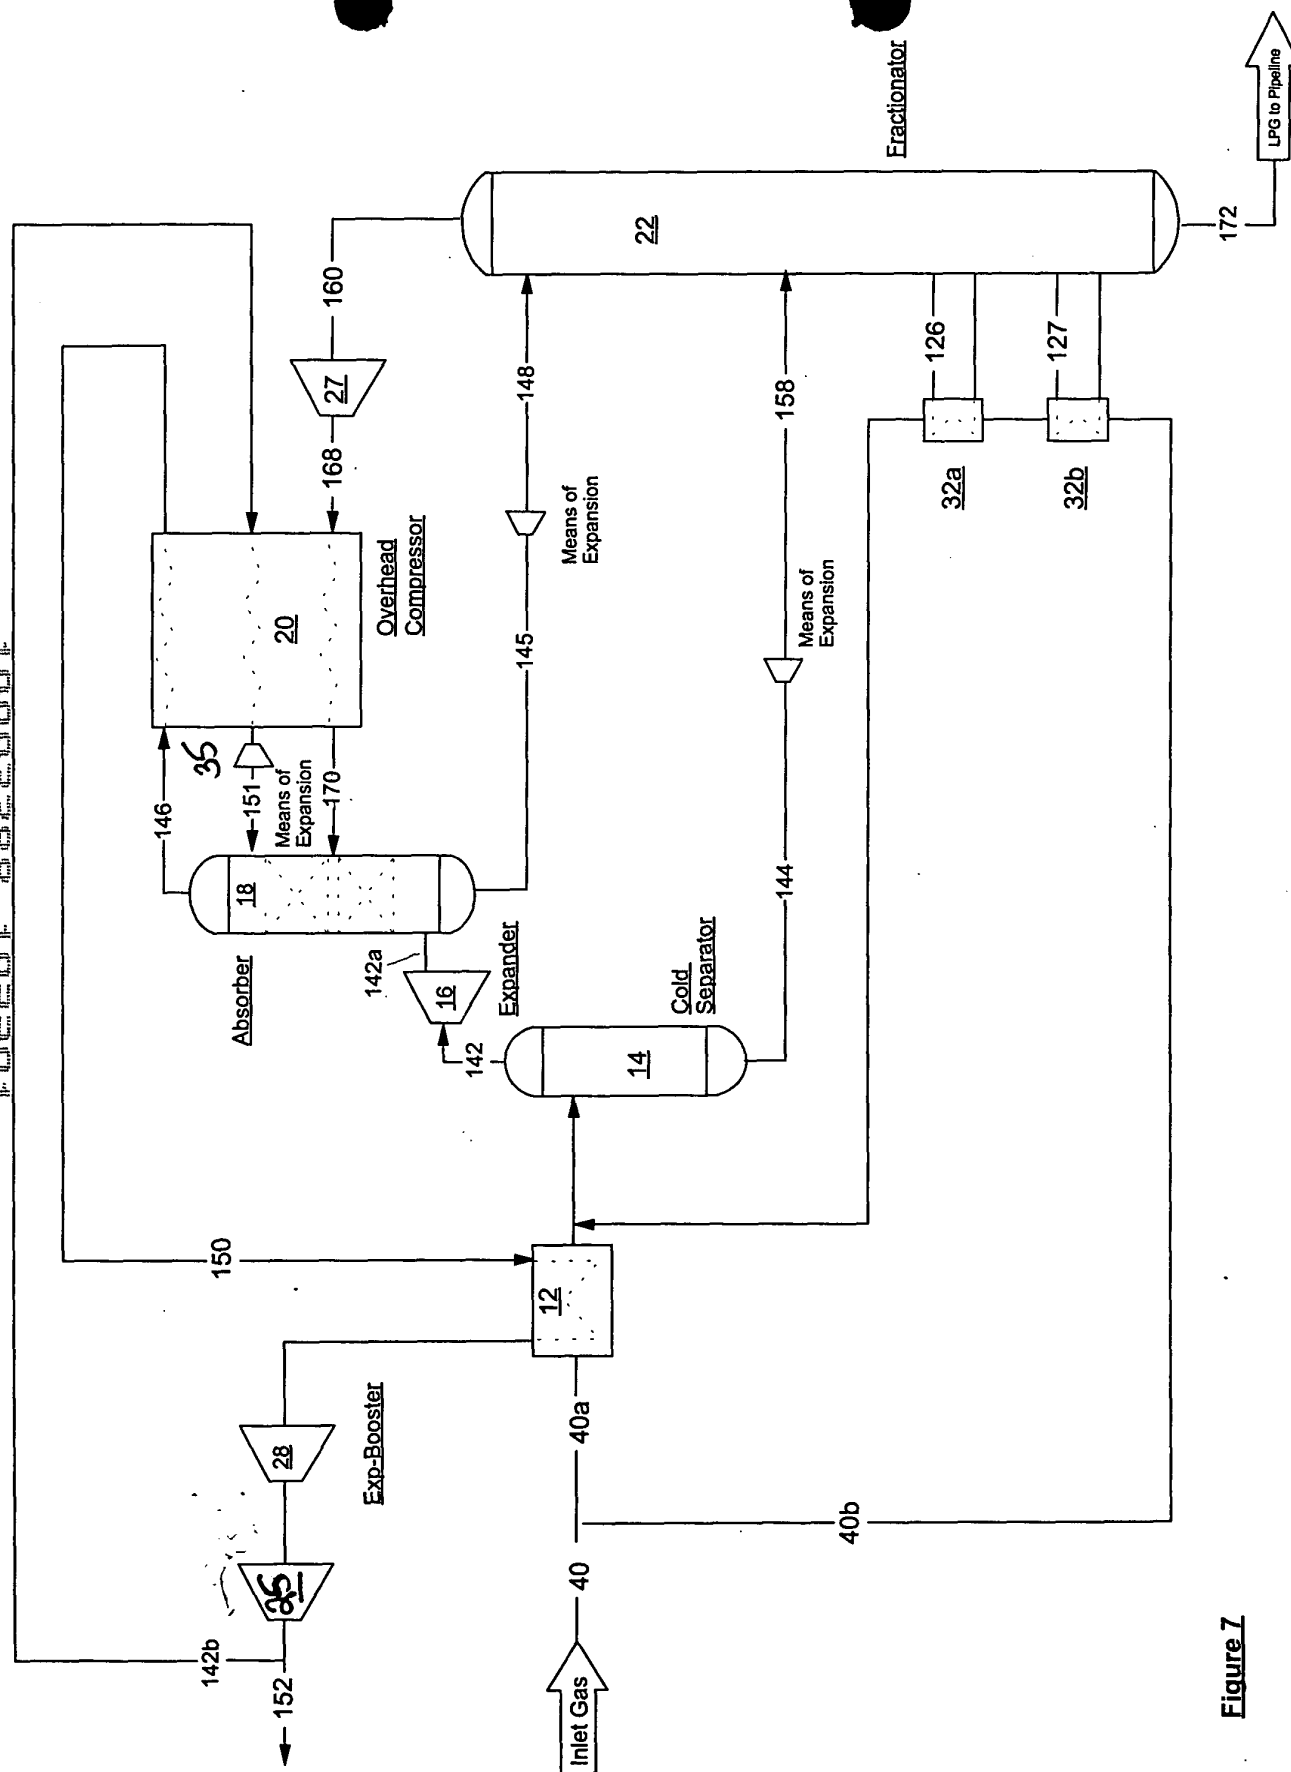 Inlet Gas
40
40a
40b
12
150
28
Exp-Booster
25
142b
152
14
Cold
Separator
142
16
Expander
142a
18
Absorber
146
35
151
Means of
Expansion
170
20
Overhead
Compressor
168
27
160
145
Means of
Expansion
148
144
Means of
Expansion
158
22
Fractionator
126
32a
127
32b
172
LPG to Pipeline
Figure 7